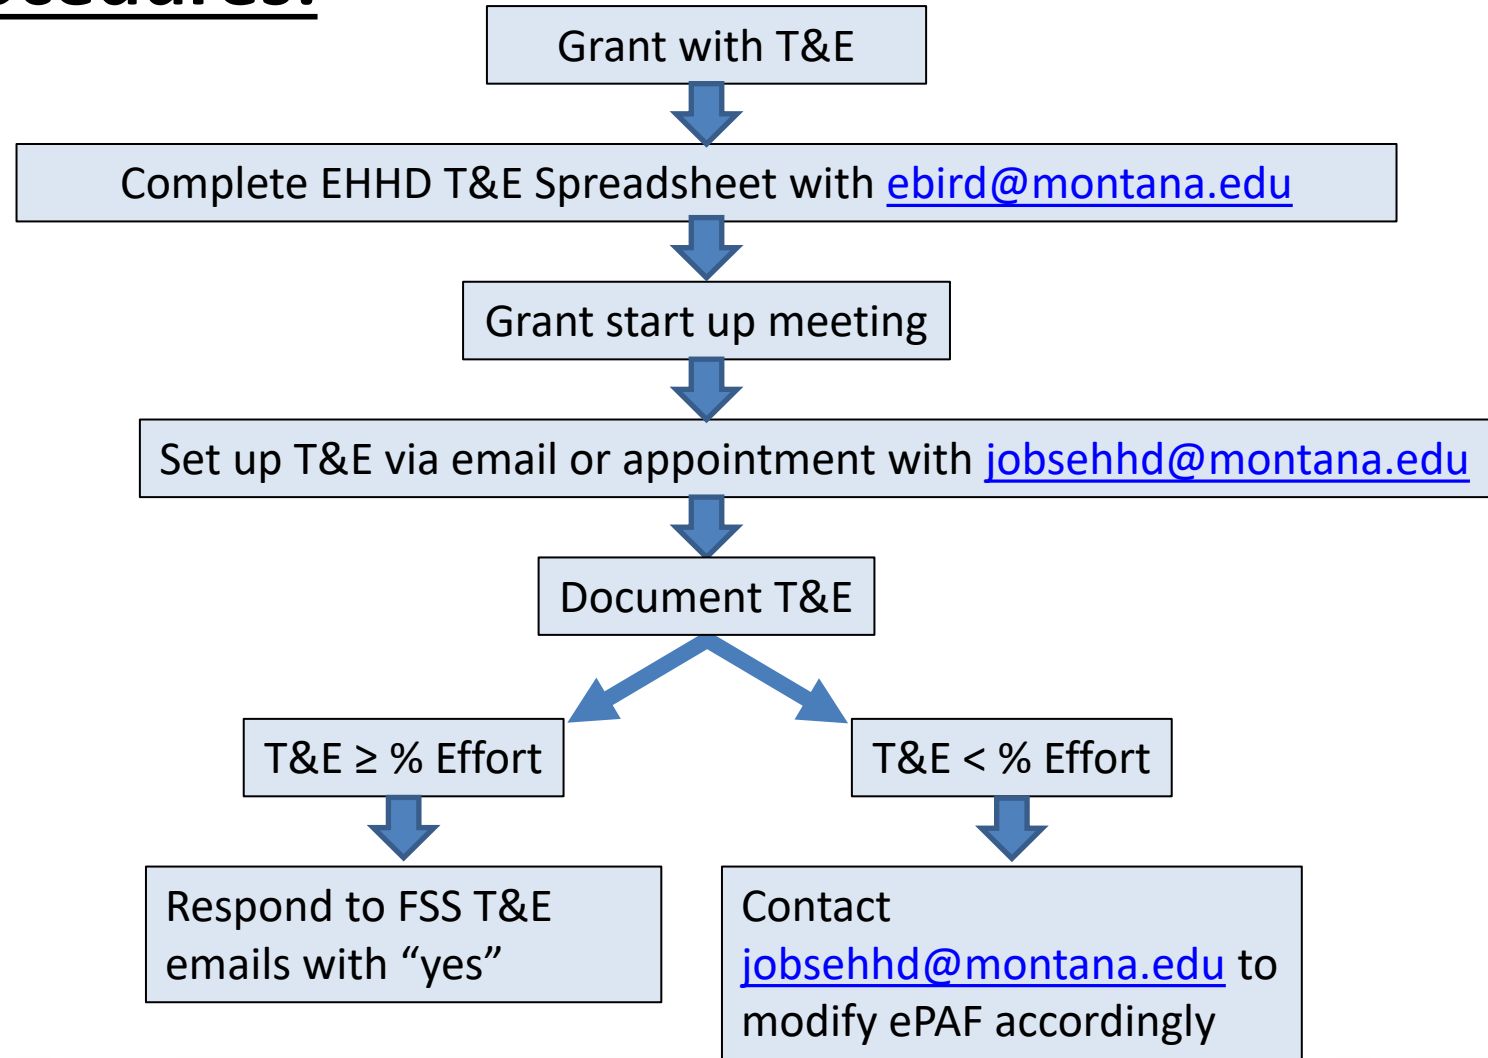 Grant with T&E
Complete EHHD T&E Spreadsheet with ebird@montana.edu
Grant start up meeting
Set up T&E via email or appointment with jobsehhd@montana.edu
Document T&E
T&E ≥ % Effort
T&E < % Effort
Respond to FSS T&E
emails with “yes”
Contact
jobsehhd@montana.edu to
modify ePAF accordingly